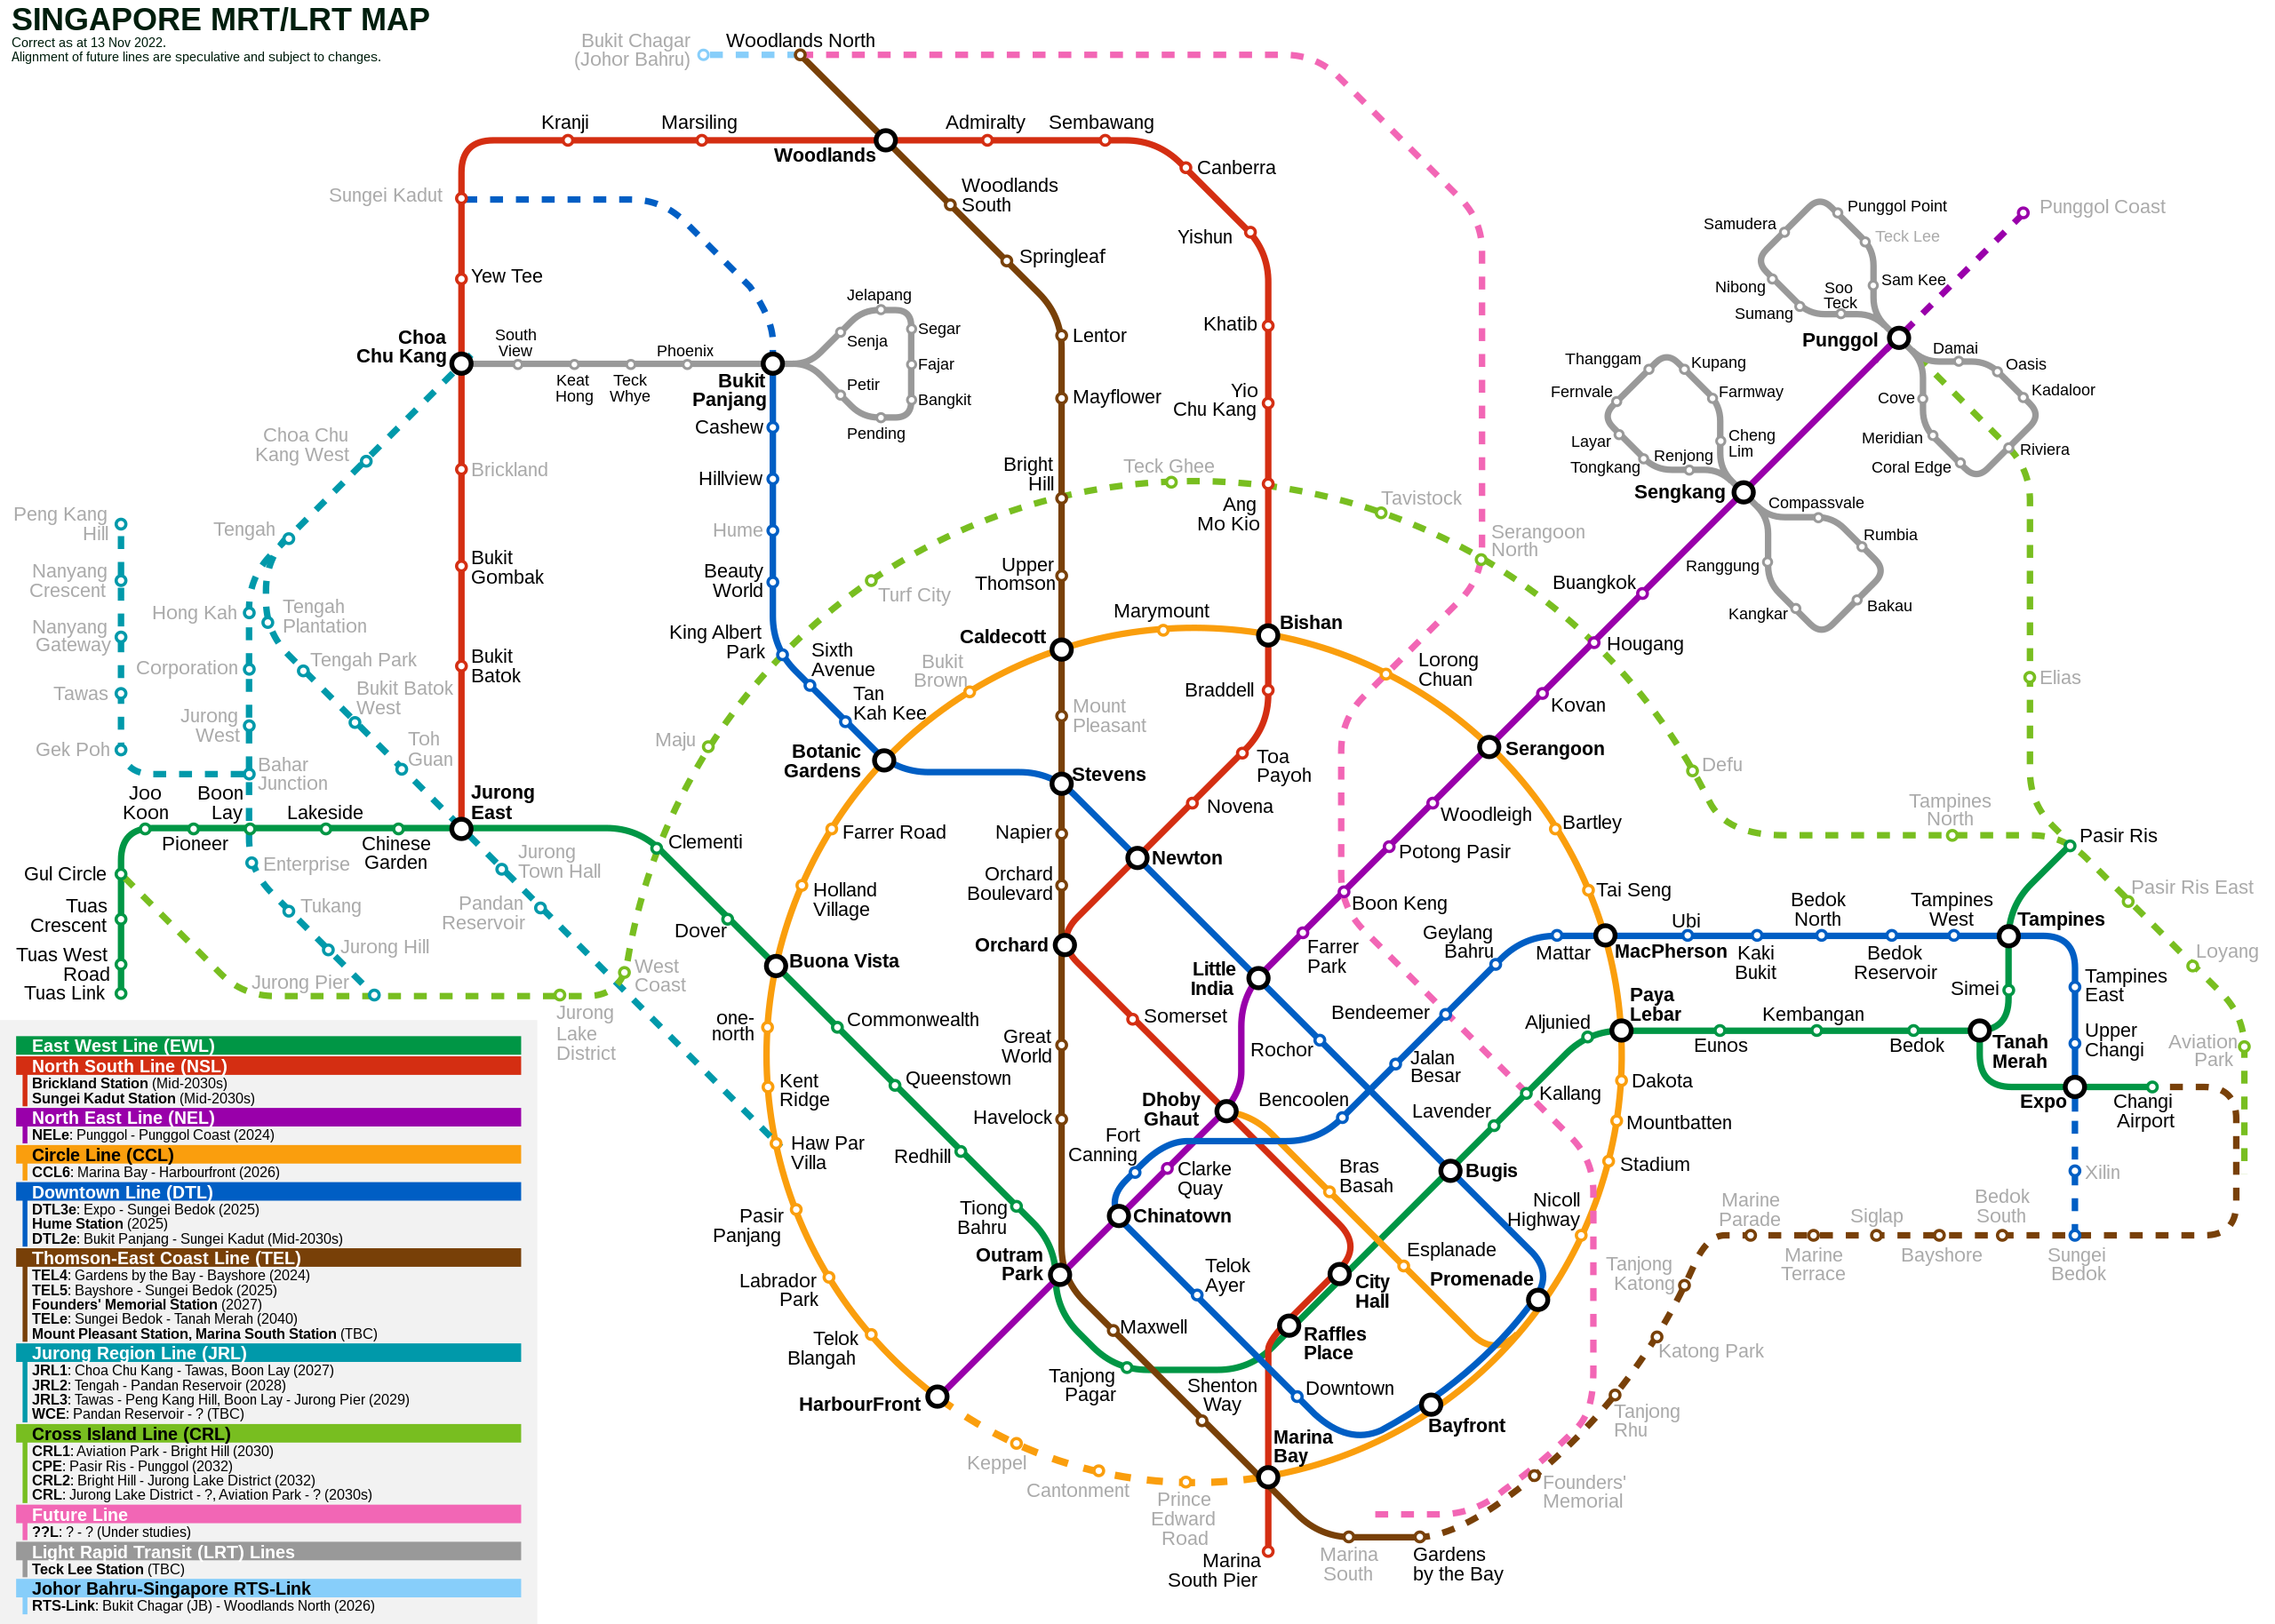 SINGAPORE MRT/LRT MAP
Correct as at 13 Nov 2022.
Alignment of future lines are speculative and subject to changes.
Bukit Chagar
(Johor Bahru)
Woodlands North
Kranji
Marsiling
Woodlands
Admiralty
Sembawang
Canberra
Sungei Kadut
Woodlands
South
Yishun
Springleaf
Yew Tee
Choa
Chu Kang
South
View
Keat
Hong
Teck
Whye
Phoenix
Bukit
Panjang
Jelapang
Senja
Segar
Fajar
Petir
Bangkit
Pending
Lentor
Khatib
Mayflower
Yio
Chu Kang
Samudera
Punggol Point
Teck Lee
Nibong
Soo
Teck
Sam Kee
Sumang
Punggol
Punggol Coast
Damai
Oasis
Kadaloor
Cove
Meridian
Coral Edge
Riviera
Thanggam
Kupang
Fernvale
Farmway
Layar
Cheng
Lim
Renjong
Tongkang
Sengkang
Compassvale
Rumbia
Ranggung
Kangkar
Bakau
Cashew
Hillview
Hume
Beauty
World
King Albert
Park
Sixth
Avenue
Tan
Kah Kee
Botanic
Gardens
Choa Chu
Kang West
Brickland
Tengah
Bukit
Gombak
Bukit
Batok
Peng Kang
Hill
Nanyang
Crescent
Nanyang
Gateway
Tawas
Gek Poh
Hong Kah
Corporation
Jurong
West
Bahar
Junction
Tengah
Plantation
Tengah Park
Bukit Batok
West
Toh
Guan
Bright
Hill
Teck Ghee
Ang
Mo Kio
Tavistock
Serangoon
North
Turf City
Upper
Thomson
Marymount
Bishan
Caldecott
Bukit
Brown
Mount
Pleasant
Braddell
Lorong
Chuan
Buangkok
Hougang
Kovan
Serangoon
Maju
Stevens
Toa
Payoh
Novena
Newton
Woodleigh
Potong Pasir
Boon Keng
Bartley
Tai Seng
Defu
Tampines
North
Elias
Pasir Ris
Pasir Ris East
Loyang
Aviation
Park
Joo
Koon
Boon
Lay
Pioneer
Lakeside
Chinese
Garden
Jurong
East
Gul Circle
Tuas
Crescent
Tuas West
Road
Tuas Link
Enterprise
Tukang
Jurong Hill
Jurong Pier
Jurong
Town Hall
Pandan
Reservoir
Jurong
Lake
District
West
Coast
Clementi
Dover
Buona Vista
Farrer Road
Holland
Village
Napier
Orchard
Boulevard
Orchard
Somerset
Great
World
Havelock
Commonwealth
Queenstown
Redhill
Tiong
Bahru
Outram
Park
one-
north
Kent
Ridge
Haw Par
Villa
Pasir
Panjang
Labrador
Park
Telok
Blangah
HarbourFront
Keppel
Cantonment
Prince
Edward
Road
Little
India
Farrer
Park
Rochor
Geylang
Bahru
Bendeemer
Jalan
Besar
Bencoolen
Mattar
MacPherson
Ubi
Kaki
Bukit
Bedok
North
Bedok
Reservoir
Tampines
West
Tampines
Simei
Tampines
East
Upper
Changi
Expo
Changi
Airport
Tanah
Merah
Xilin
Sungei
Bedok
Paya
Lebar
Eunos
Kembangan
Bedok
Aljunied
Kallang
Lavender
Bugis
Dakota
Mountbatten
Stadium
Nicoll
Highway
Promenade
Dhoby
Ghaut
Fort
Canning
Clarke
Quay
Chinatown
Bras
Basah
Esplanade
City
Hall
Raffles
Place
Telok
Ayer
Maxwell
Tanjong
Pagar
Shenton
Way
Downtown
Bayfront
Marina
Bay
Marina
South Pier
Marina
South
Gardens
by the Bay
Founders'
Memorial
Tanjong
Rhu
Katong Park
Tanjong
Katong
Marine
Parade
Marine
Terrace
Siglap
Bayshore
Bedok
South
East West Line (EWL)
North South Line (NSL)
Brickland Station (Mid-2030s)
Sungei Kadut Station (Mid-2030s)
North East Line (NEL)
NELe: Punggol - Punggol Coast (2024)
Circle Line (CCL)
CCL6: Marina Bay - Harbourfront (2026)
Downtown Line (DTL)
DTL3e: Expo - Sungei Bedok (2025)
Hume Station (2025)
DTL2e: Bukit Panjang - Sungei Kadut (Mid-2030s)
Thomson-East Coast Line (TEL)
TEL4: Gardens by the Bay - Bayshore (2024)
TEL5: Bayshore - Sungei Bedok (2025)
Founders' Memorial Station (2027)
TELe: Sungei Bedok - Tanah Merah (2040)
Mount Pleasant Station, Marina South Station (TBC)
Jurong Region Line (JRL)
JRL1: Choa Chu Kang - Tawas, Boon Lay (2027)
JRL2: Tengah - Pandan Reservoir (2028)
JRL3: Tawas - Peng Kang Hill, Boon Lay - Jurong Pier (2029)
WCE: Pandan Reservoir - ? (TBC)
Cross Island Line (CRL)
CRL1: Aviation Park - Bright Hill (2030)
CPE: Pasir Ris - Punggol (2032)
CRL2: Bright Hill - Jurong Lake District (2032)
CRL: Jurong Lake District - ?, Aviation Park - ? (2030s)
Future Line
??L: ? - ? (Under studies)
Light Rapid Transit (LRT) Lines
Teck Lee Station (TBC)
Johor Bahru-Singapore RTS-Link
RTS-Link: Bukit Chagar (JB) - Woodlands North (2026)